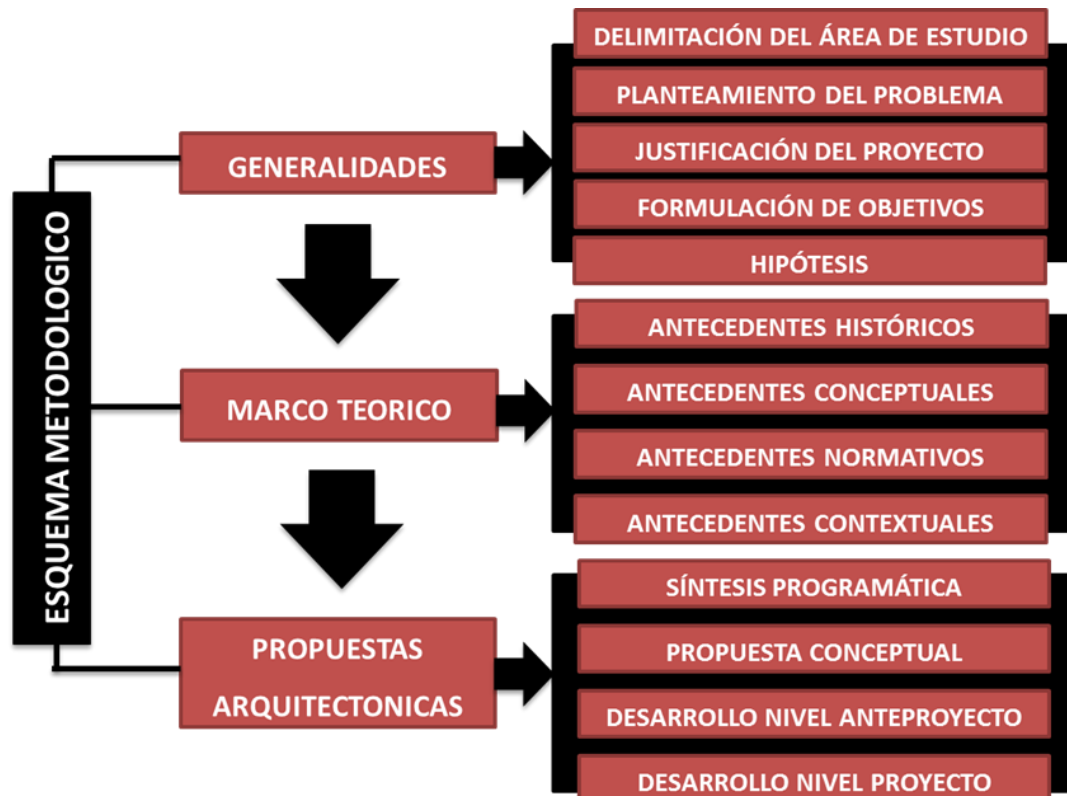 ESQUEMA METODOLOGICO
GENERALIDADES
DELIMITACIÓN DEL ÁREA DE ESTUDIO
PLANTEAMIENTO DEL PROBLEMA
JUSTIFICACIÓN DEL PROYECTO
FORMULACIÓN DE OBJETIVOS
HIPÓTESIS
MARCO TEORICO
ANTECEDENTES HISTÓRICOS
ANTECEDENTES CONCEPTUALES
ANTECEDENTES NORMATIVOS
ANTECEDENTES CONTEXTUALES
PROPUESTAS
ARQUITECTONICAS
SÍNTESIS PROGRAMÁTICA
PROPUESTA CONCEPTUAL
DESARROLLO NIVEL ANTEPROYECTO
DESARROLLO NIVEL PROYECTO